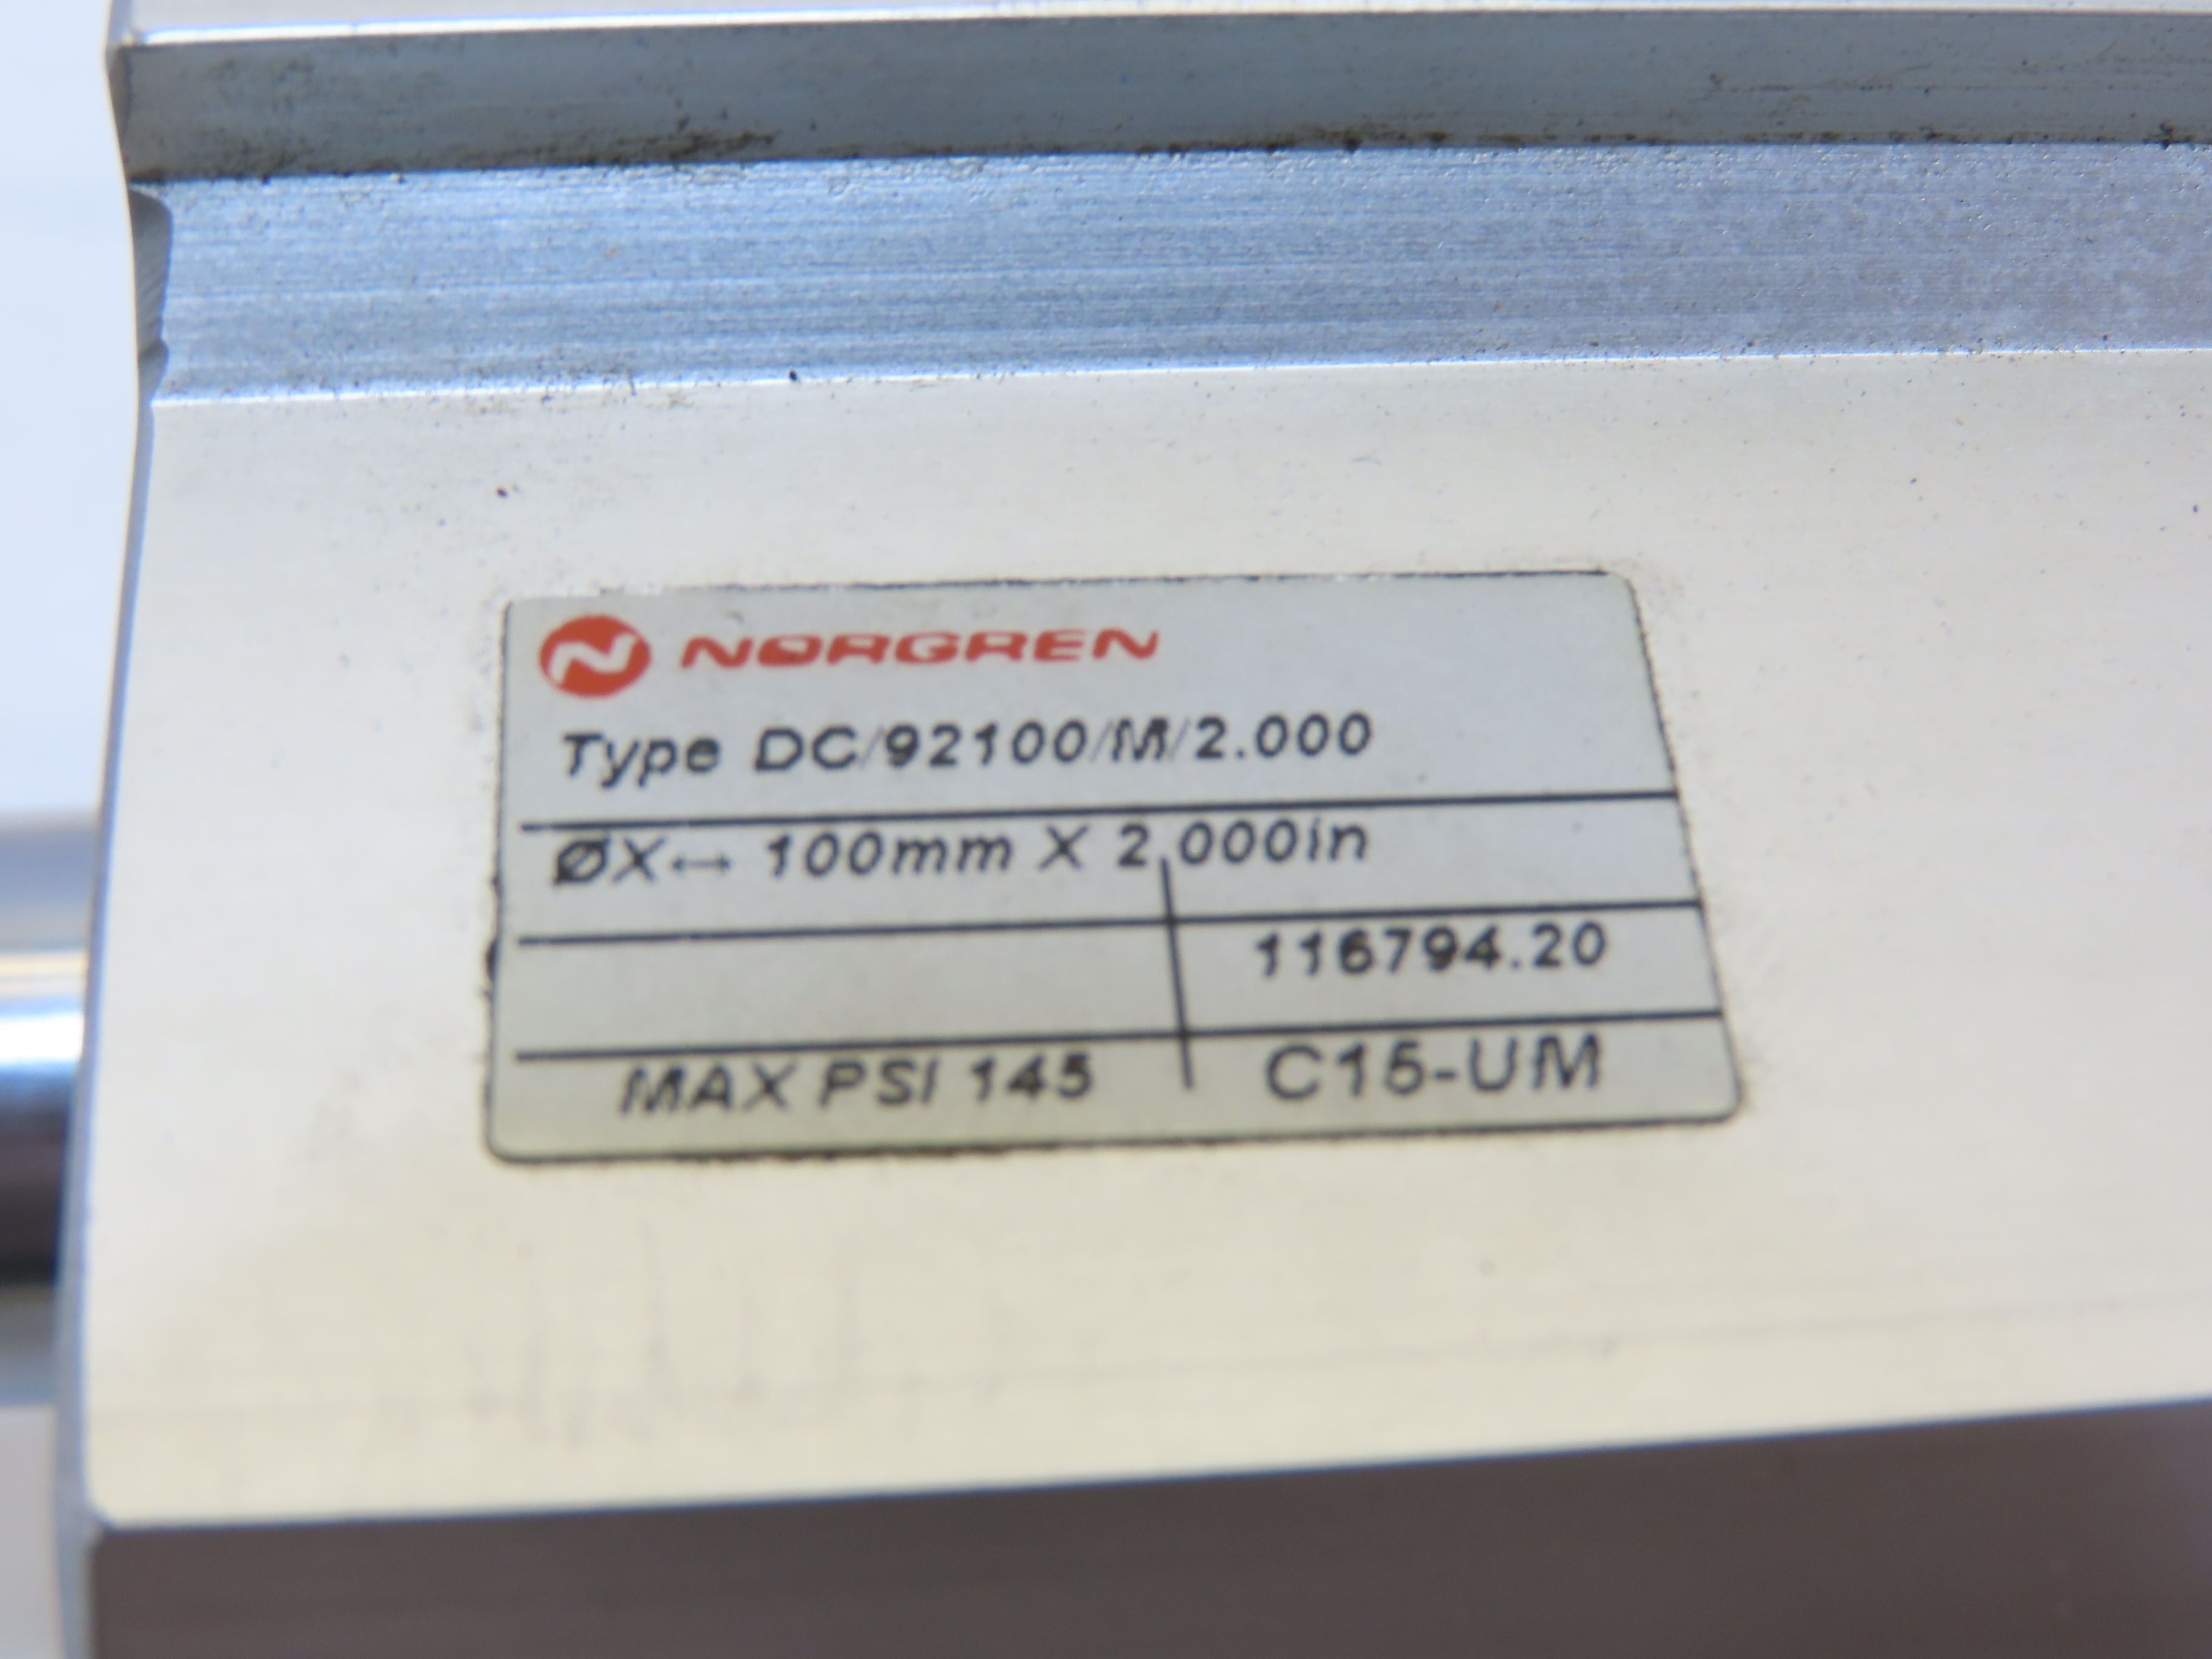 NORGREN
Type DC/92100/M/2.000
ØX↔ 100mm X 2.000in
116794.20
MAX PSI 145 C15-UM